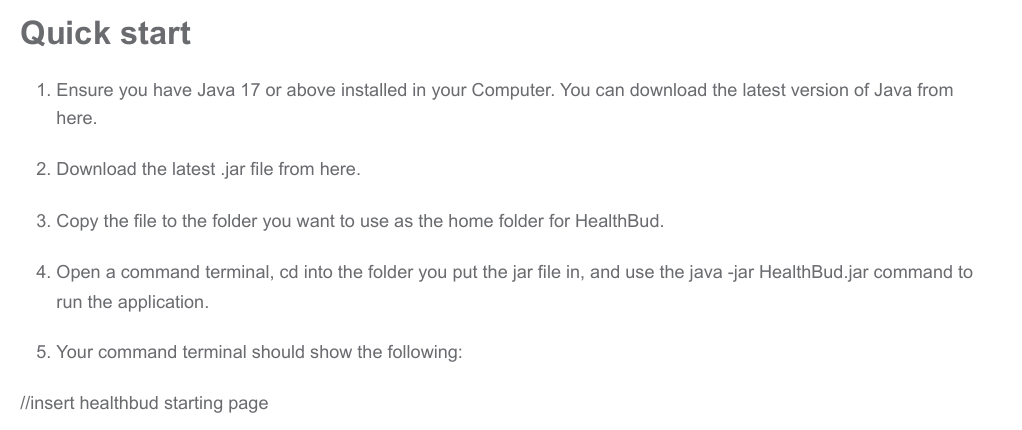 Quick start
1. Ensure you have Java 17 or above installed in your Computer. You can download the latest version of Java from
here.
2. Download the latest .jar file from here.
3. Copy the file to the folder you want to use as the home folder for HealthBud.
4. Open a command terminal, cd into the folder you put the jar file in, and use the java -jar HealthBud.jar command to
run the application.
5. Your command terminal should show the following:
//insert healthbud starting page